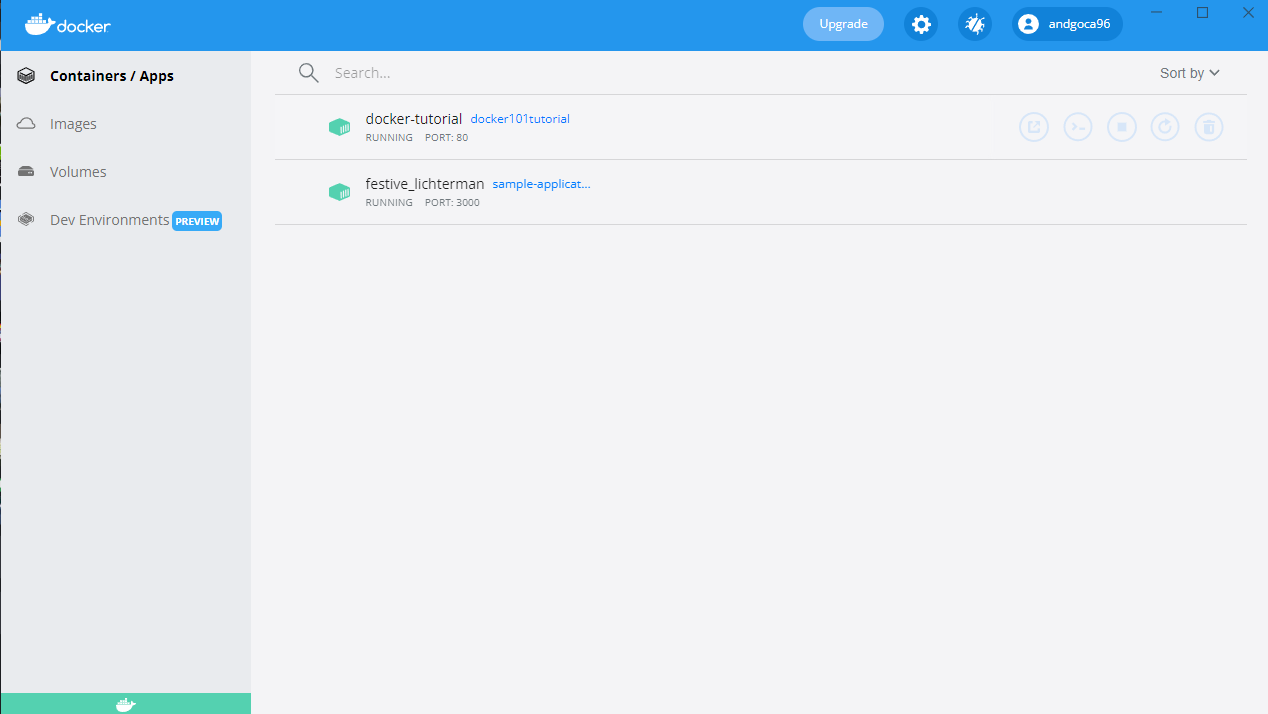 docker
Upgrade
andgoca96
Containers / Apps
Images
Volumes
Dev Environments PREVIEW
Search...
Sort by
docker-tutorial docker101tutorial
RUNNING PORT: 80
festive_lichterman sample-applicat...
RUNNING PORT: 3000